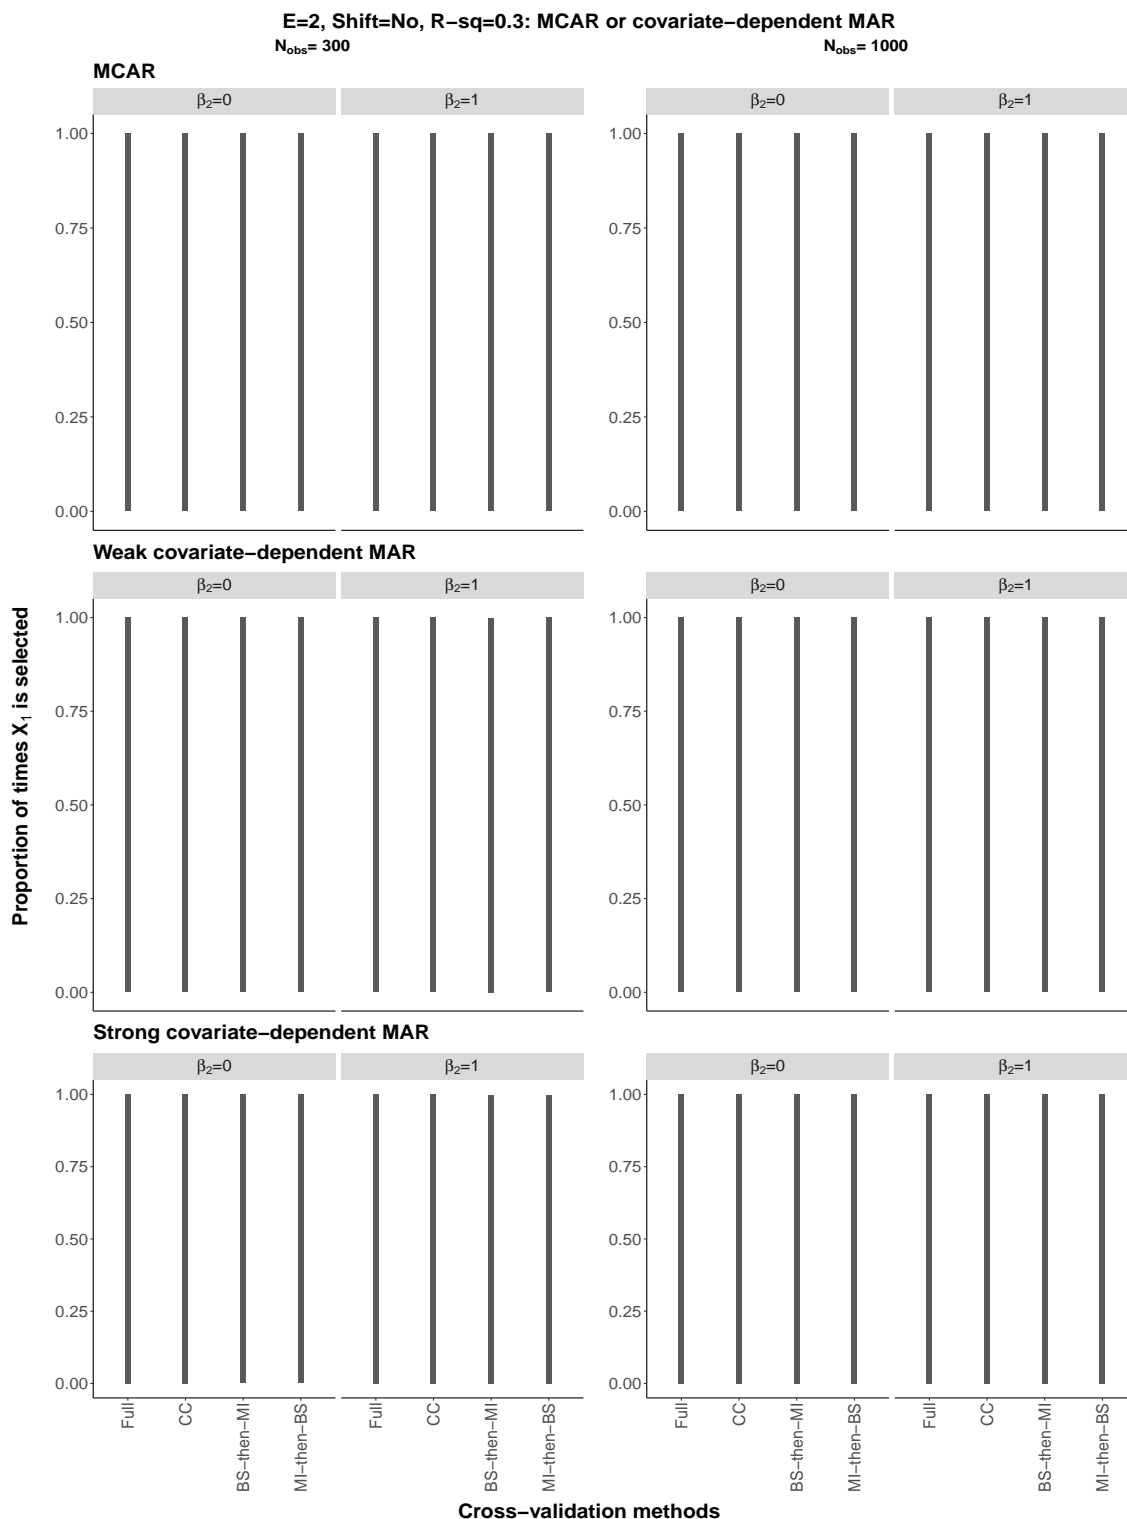 E=2, Shift=No, R−sq=0.3: MCAR or covariate−dependent MAR
N_obs= 300
N_obs= 1000
MCAR
β₂=0
β₂=1
β₂=0
β₂=1
1.00
0.75
0.50
0.25
0.00
1.00
0.75
0.50
0.25
0.00
Weak covariate−dependent MAR
β₂=0
β₂=1
β₂=0
β₂=1
1.00
0.75
0.50
0.25
0.00
1.00
0.75
0.50
0.25
0.00
Proportion of times X₁ is selected
Strong covariate−dependent MAR
β₂=0
β₂=1
β₂=0
β₂=1
1.00
0.75
0.50
0.25
0.00
1.00
0.75
0.50
0.25
0.00
Full
CC
BS−then−MI
MI−then−BS
Full
CC
BS−then−MI
MI−then−BS
Full
CC
BS−then−MI
MI−then−BS
Full
CC
BS−then−MI
MI−then−BS
Cross−validation methods